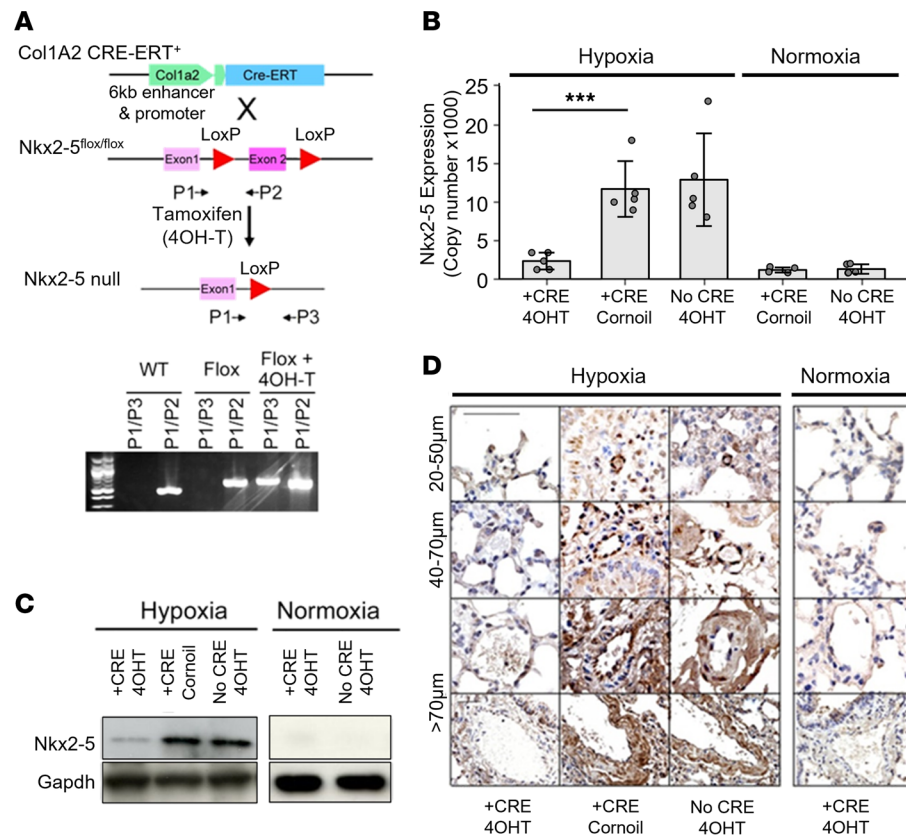 A
Col1A2 CRE-ERT+
Col1a2
Cre-ERT
6kb enhancer
& promoter
X
LoxP
LoxP
Nkx2-5flox/flox
Exon1
Exon 2
P1
P2
Tamoxifen
(4OH-T)
LoxP
Nkx2-5 null
Exon1
P1
P3
WT
Flox
Flox +
4OH-T
P1/P3
P1/P2
P1/P3
P1/P2
P1/P3
P1/P2
B
Hypoxia
Normoxia
Nkx2-5 Expression
(Copy number x1000)
25
20
15
10
5
0
***
+CRE
4OHT
+CRE
Cornoil
No CRE
4OHT
+CRE
Cornoil
No CRE
4OHT
C
Hypoxia
Normoxia
+CRE
4OHT
+CRE
Cornoil
No CRE
4OHT
+CRE
4OHT
No CRE
4OHT
Nkx2-5
Gapdh
D
Hypoxia
Normoxia
20-50μm
40-70μm
>70μm
+CRE
4OHT
+CRE
Cornoil
No CRE
4OHT
+CRE
4OHT